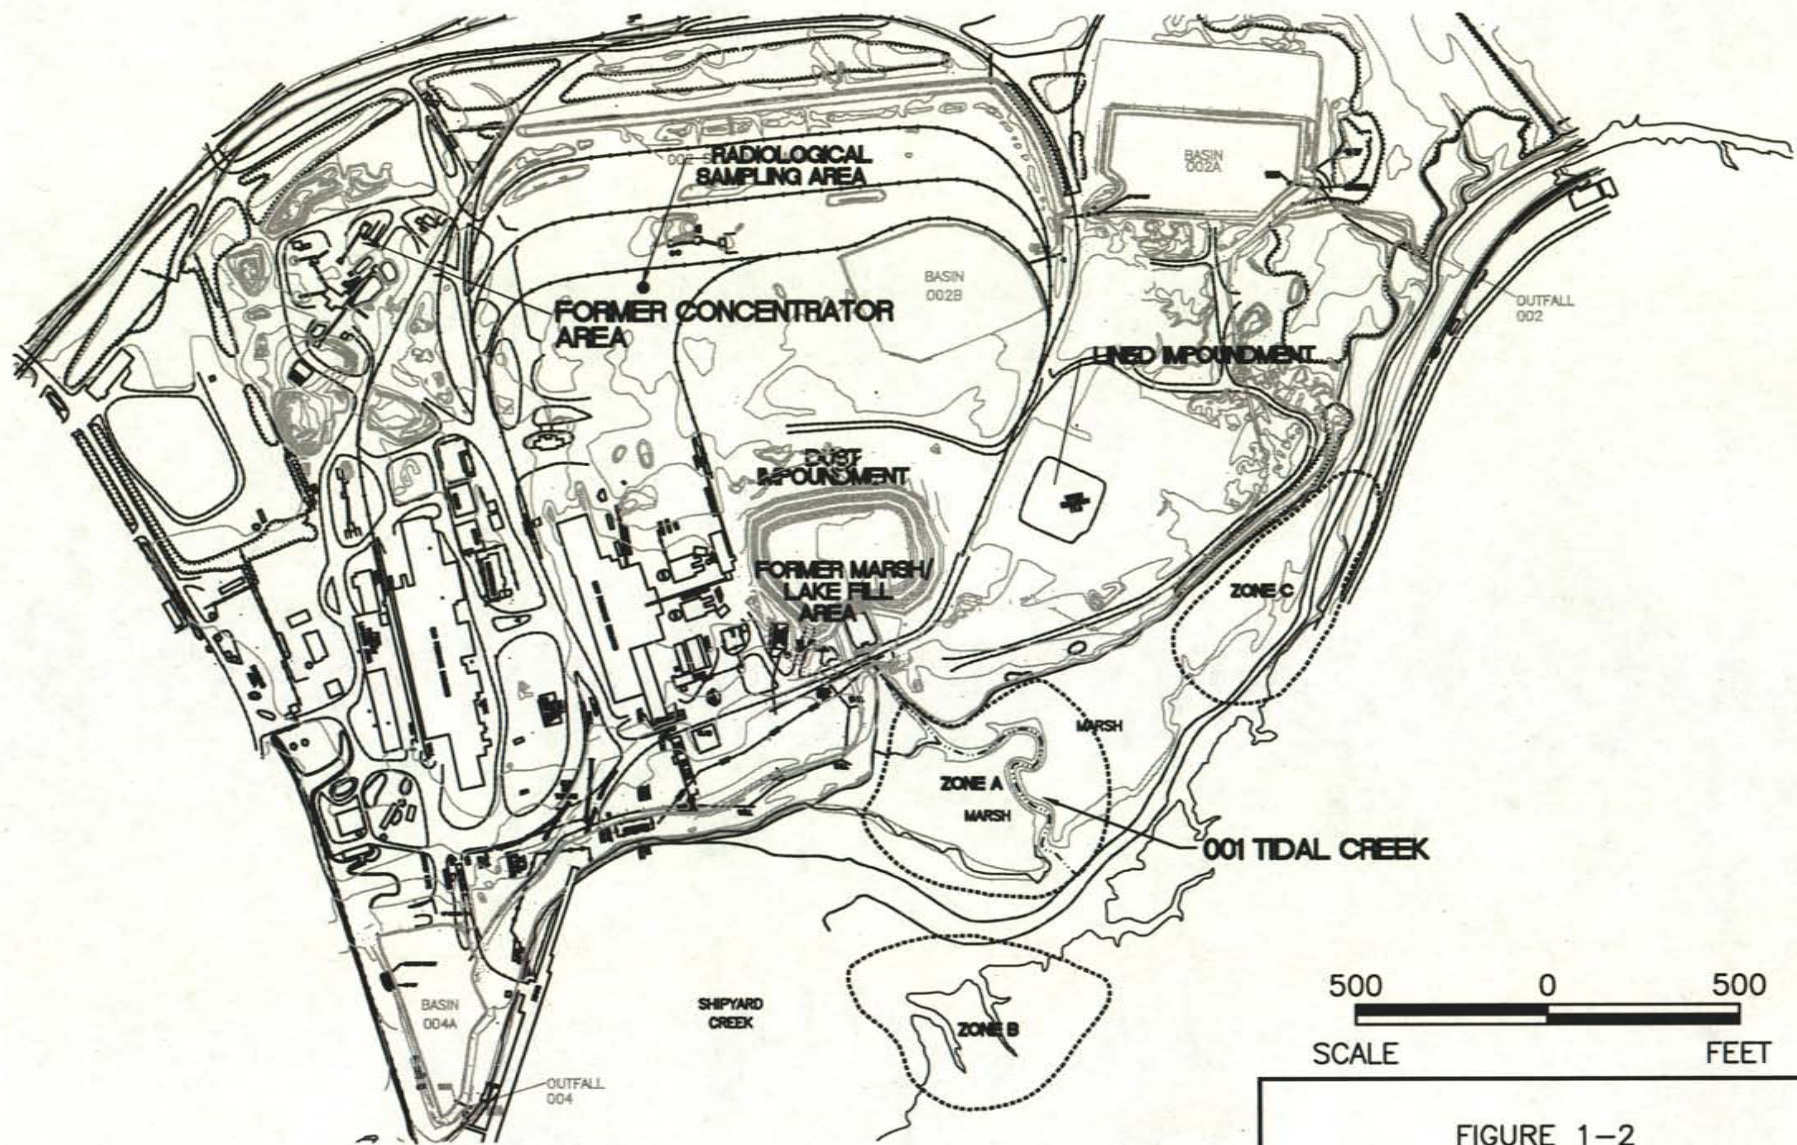 RADIOLOGICAL
SAMPLING AREA
BASIN
002A
BASIN
002B
OUTFALL
002
FORMER CONCENTRATOR
AREA
LINED IMPOUNDMENT
DUST
IMPOUNDMENT
FORMER MARSH/
LAKE FILL
AREA
ZONE C
MARSH
ZONE A
MARSH
001 TIDAL CREEK
BASIN
004A
SHIPYARD
CREEK
ZONE B
OUTFALL
004
500 0 500
SCALE FEET
FIGURE 1-2